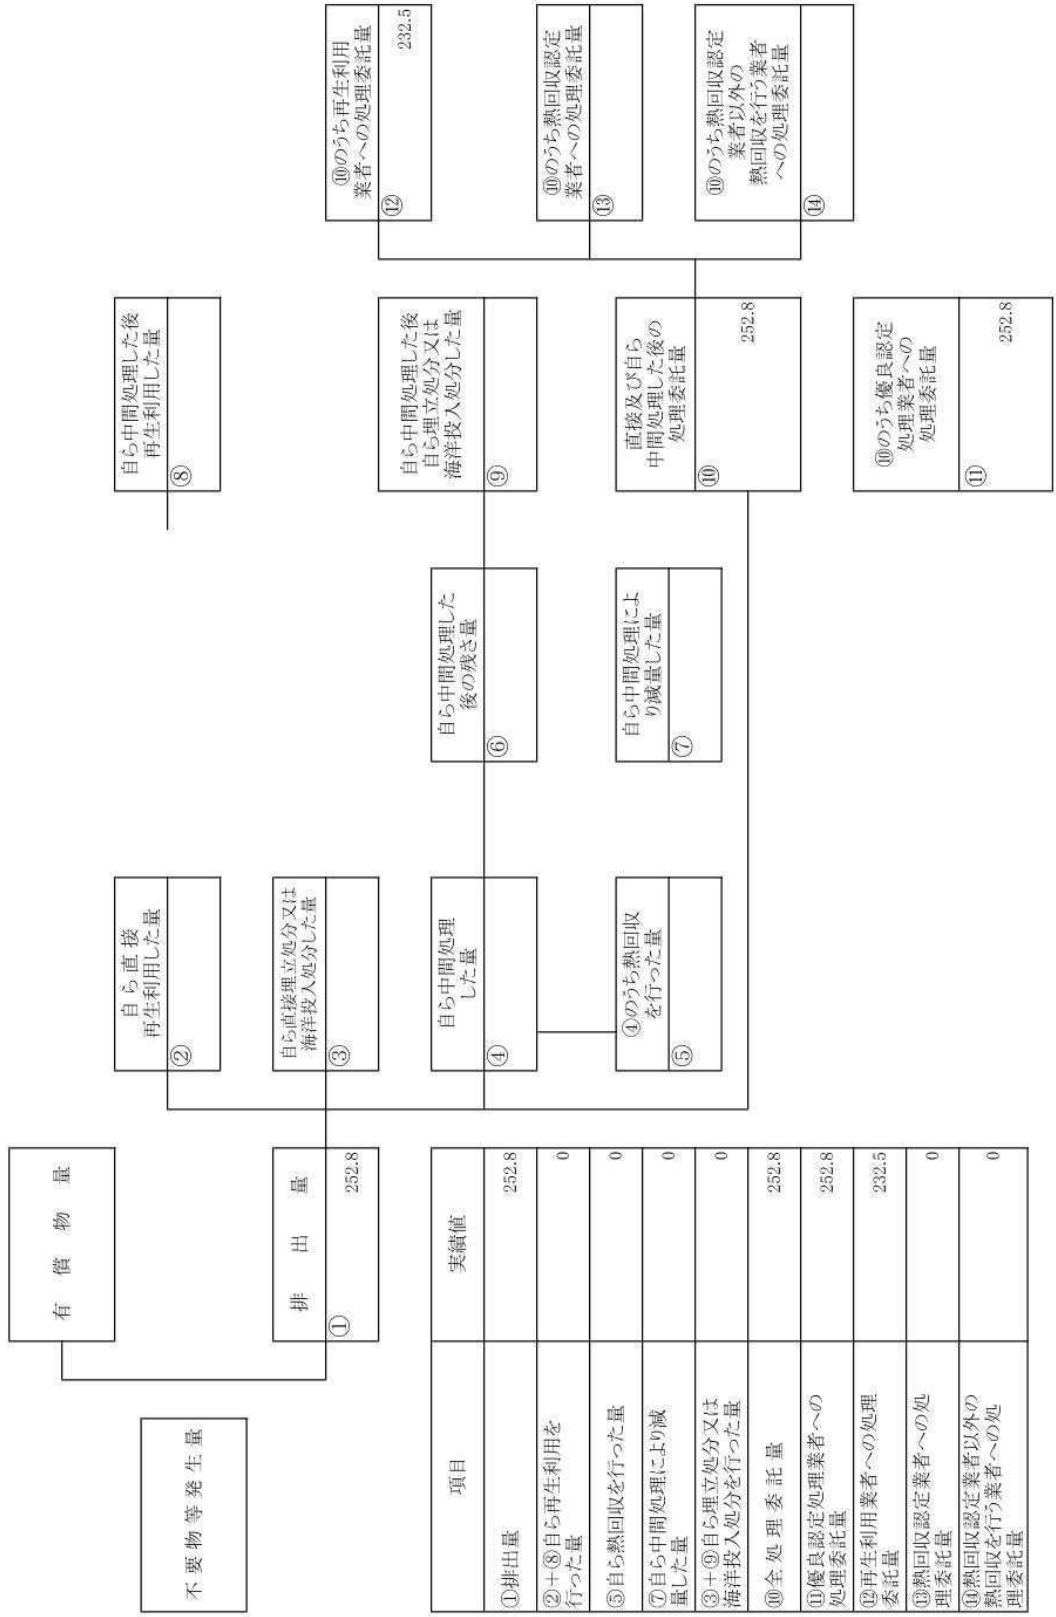 不要物等発生量
有償物量
排出量
①
252.8
自ら直接
再生利用した量
②
自ら直接埋立処分又は
海洋投入処分した量
③
自ら中間処理
した量
④
④のうち熱回収
を行った量
⑤
自ら中間処理した
後の残さ量
⑥
自ら中間処理によ
り減量した量
⑦
自ら中間処理した後
再生利用した量
⑧
自ら中間処理した後
自ら埋立処分又は
海洋投入処分した量
⑨
直接及び自ら
中間処理した後の
処理委託量
⑩
252.8
⑩のうち優良認定
処理業者への
処理委託量
⑪
252.8
⑩のうち再生利用
業者への処理委託量
⑫
232.5
⑩のうち熱回収認定
業者への処理委託量
⑬
⑩のうち熱回収認定
業者以外の
熱回収を行う業者
への処理委託量
⑭
項目 実績値
①排出量 252.8
②+⑧自ら再生利用を
行った量 0
⑤自ら熱回収を行った量 0
⑦自ら中間処理により減
量した量 0
③+⑨自ら埋立処分又は
海洋投入処分を行った量 0
⑩全処理委託量 252.8
⑪優良認定処理業者への
処理委託量 252.8
⑫再生利用業者への処理
委託量 232.5
⑬熱回収認定業者への処
理委託量 0
⑭熱回収認定業者以外の
熱回収を行う業者への処
理委託量 0